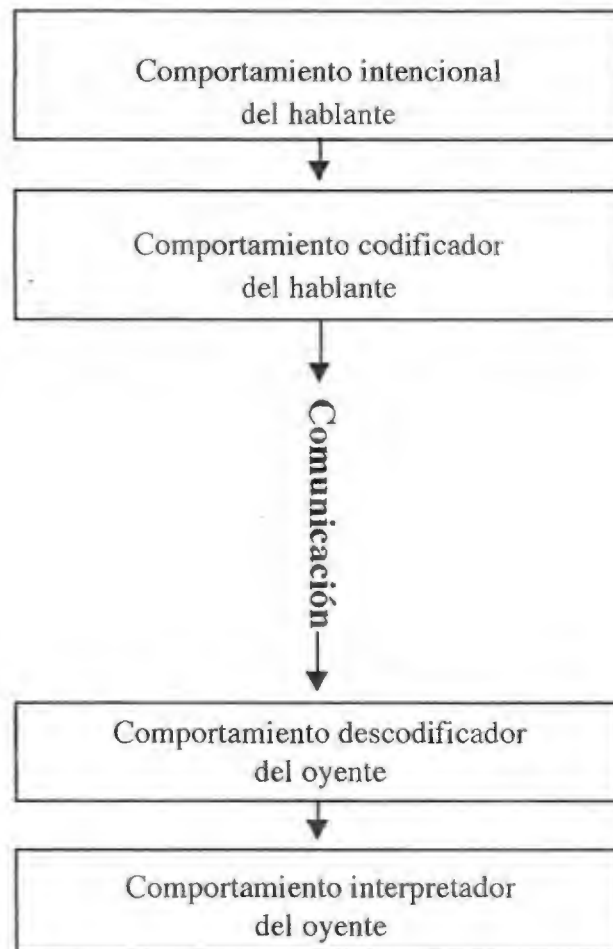 Comportamiento intencional
del hablante
Comportamiento codificador
del hablante
Comunicación
Comportamiento descodificador
del oyente
Comportamiento interpretador
del oyente